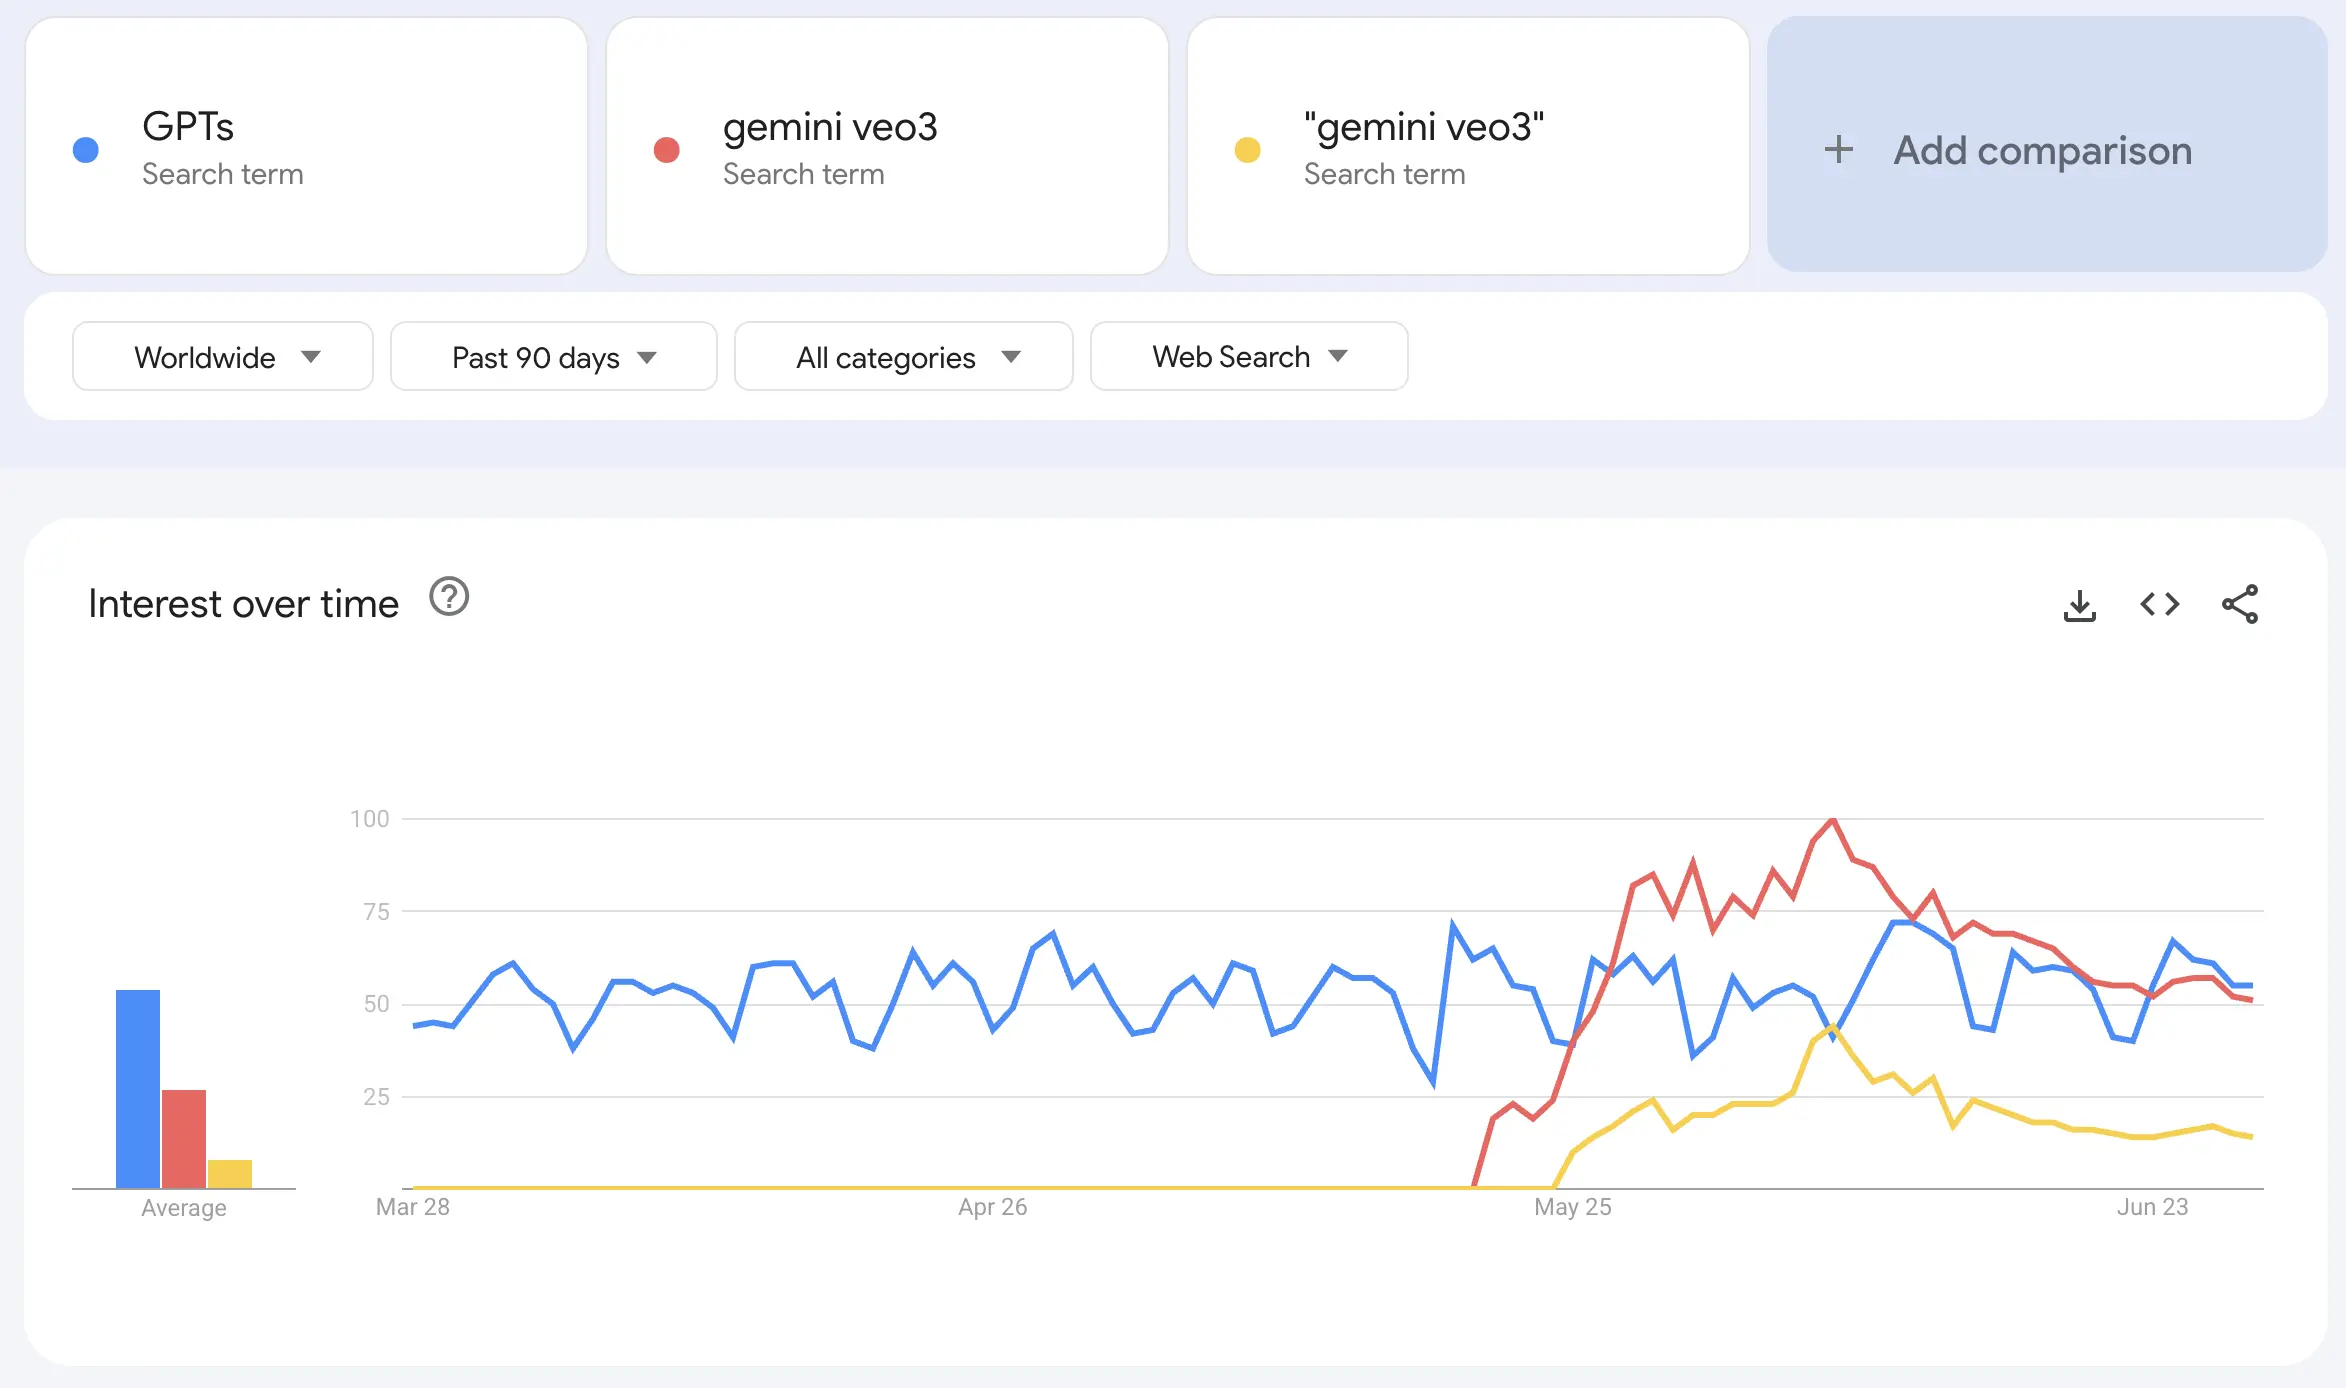 GPTs
Search term
gemini veo3
Search term
"gemini veo3"
Search term
+ Add comparison
Worldwide
Past 90 days
All categories
Web Search
Interest over time
100
75
50
25
Average
Mar 28
Apr 26
May 25
Jun 23